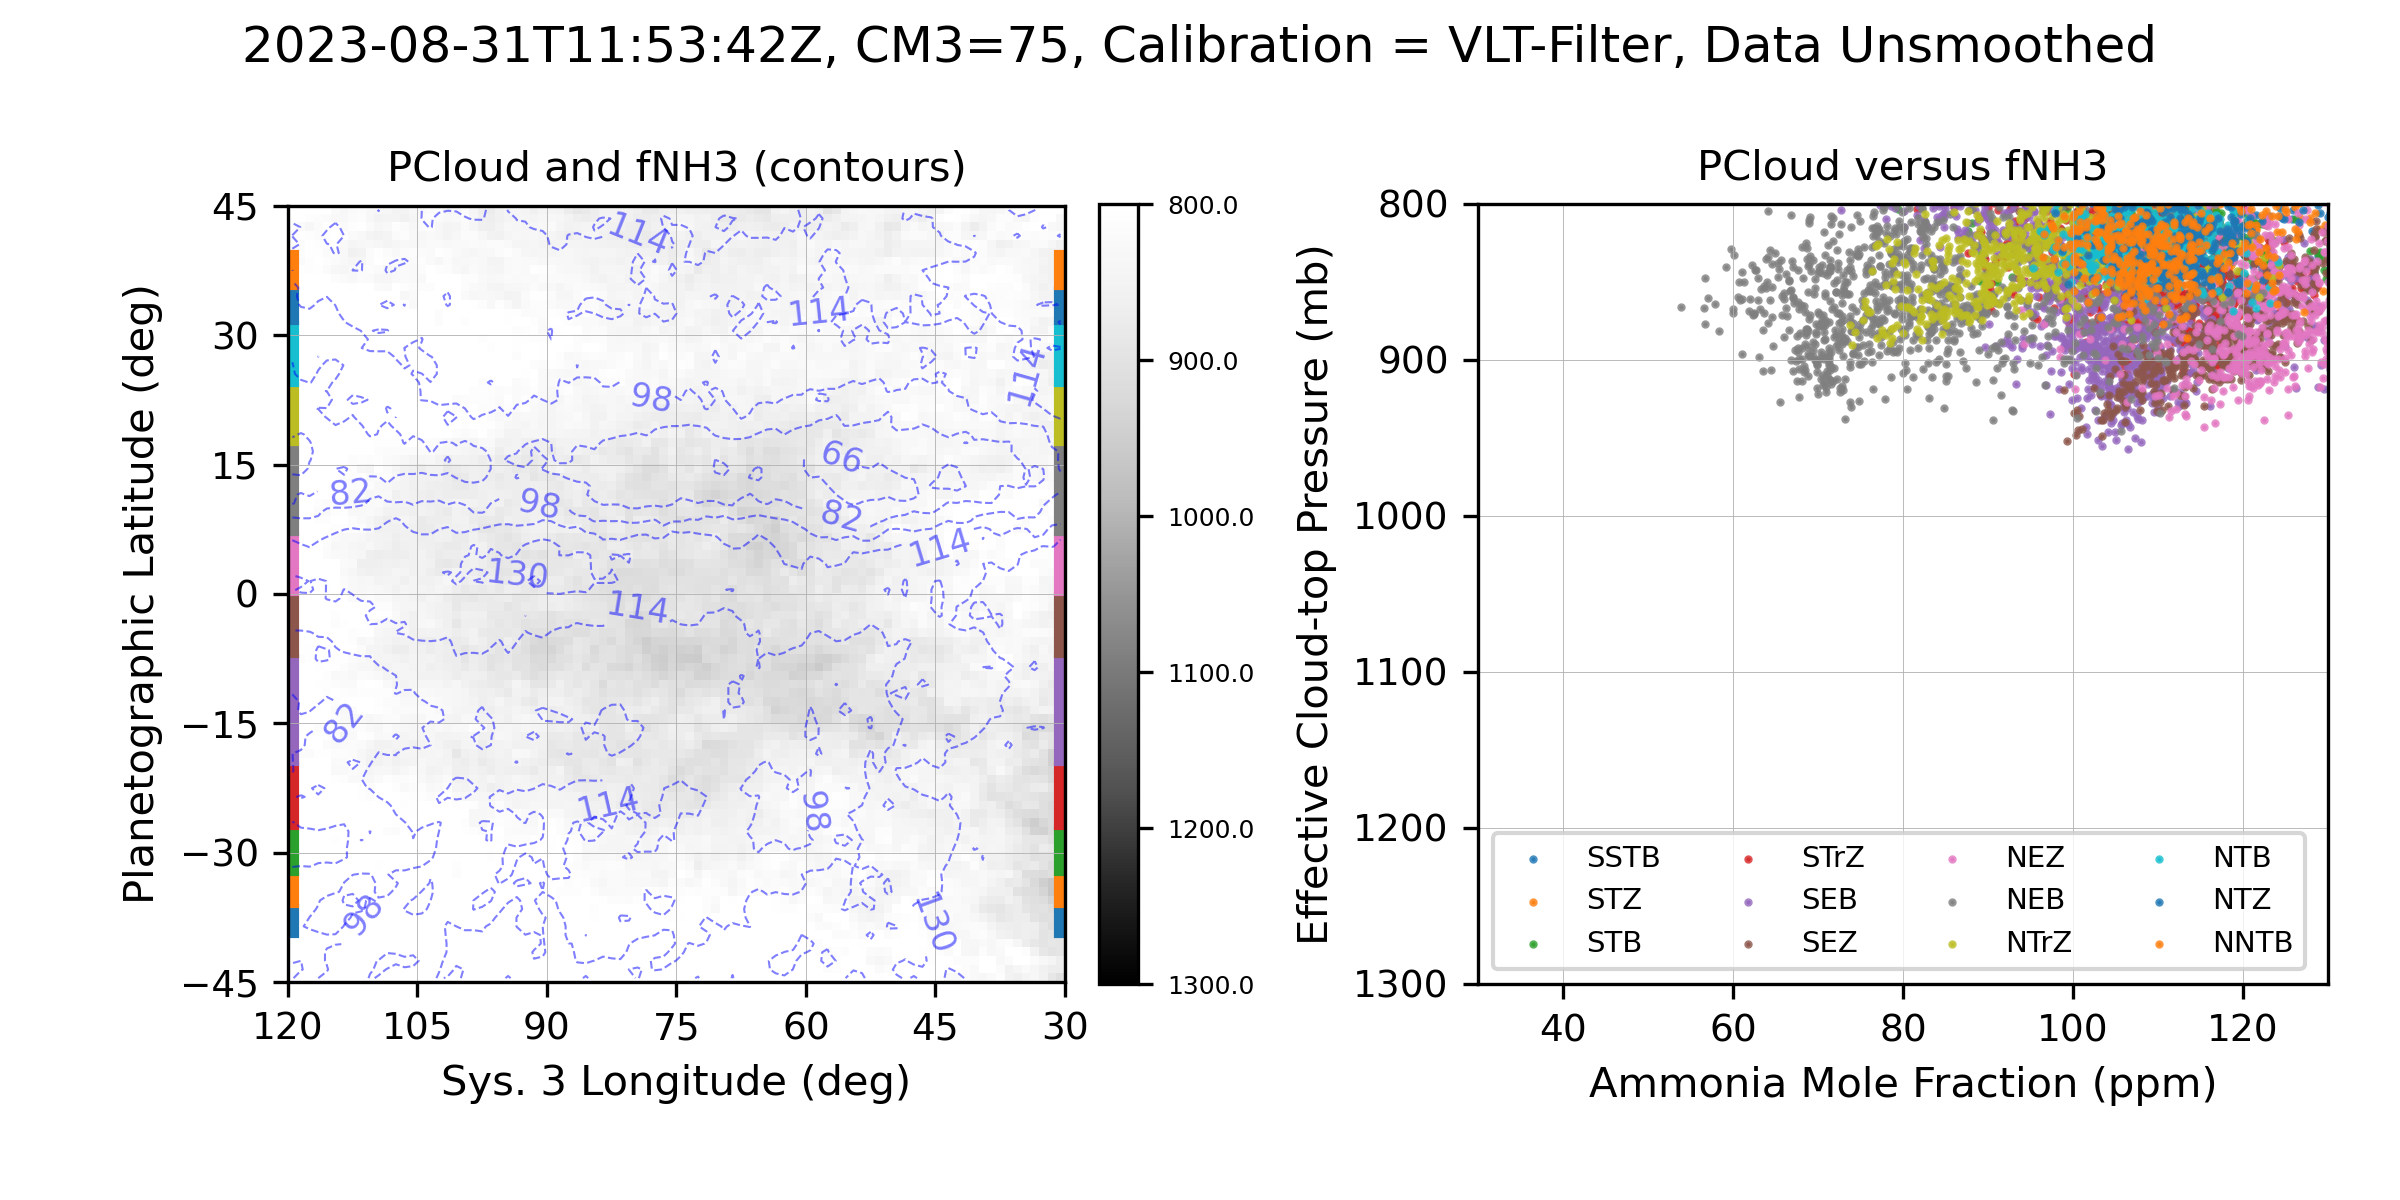 2023-08-31T11:53:42Z, CM3=75, Calibration = VLT-Filter, Data Unsmoothed
PCloud and fNH3 (contours)
Planetographic Latitude (deg)
45
30
15
0
−15
−30
−45
120 105 90 75 60 45 30
Sys. 3 Longitude (deg)
114
114
114
98
66
82
98
82
114
130
114
82
114
98
98
130
800.0
900.0
1000.0
1100.0
1200.0
1300.0
PCloud versus fNH3
Effective Cloud-top Pressure (mb)
800
900
1000
1100
1200
1300
SSTB STrZ NEZ NTB
STZ SEB NEB NTZ
STB SEZ NTrZ NNTB
40 60 80 100 120
Ammonia Mole Fraction (ppm)